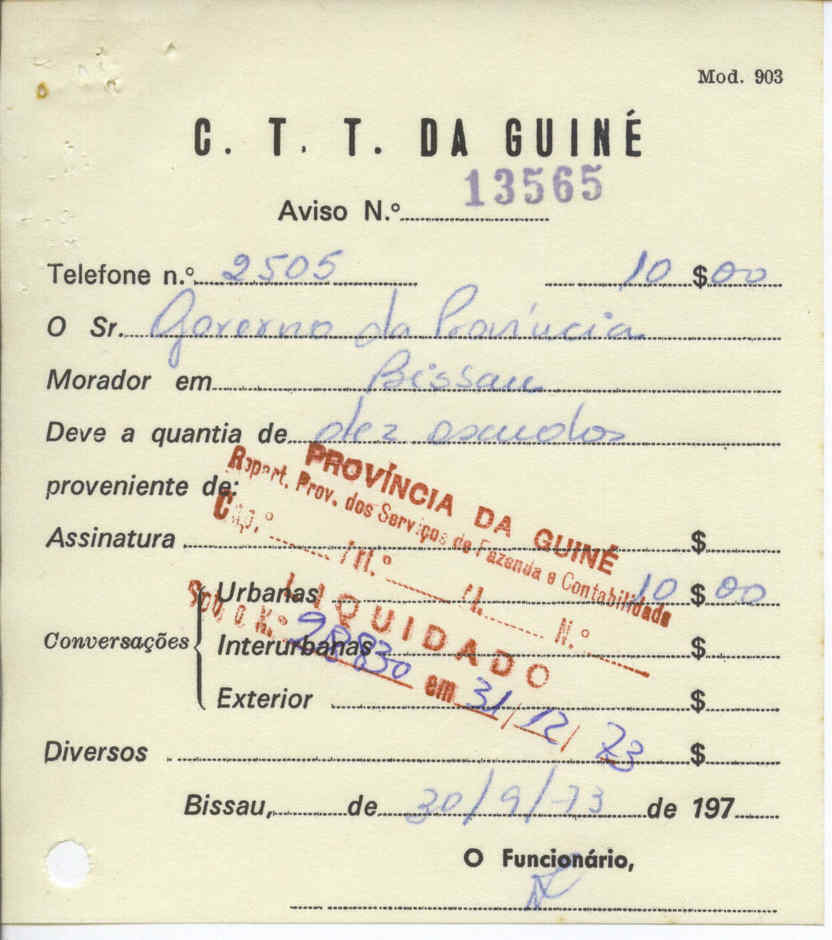 Mod. 903
C. T. T. DA GUINÉ
13565
Aviso N.º
Telefone n.º 2505 10 $ 00
O Sr. Governo da Província
Morador em Bissau
Deve a quantia de dez escudos
proveniente de:
PROVÍNCIA DA GUINÉ
Repart. Prov. dos Serviços de Fazenda e Contabilidade
Cap.º Art.º N.º
LIQUIDADO
em 31/12/73
Assinatura $
Conversações
Urbanas 10 $ 00
Interurbanas $
Exterior $
Diversos $
Bissau, de 30/9/73 de 197
O Funcionário,